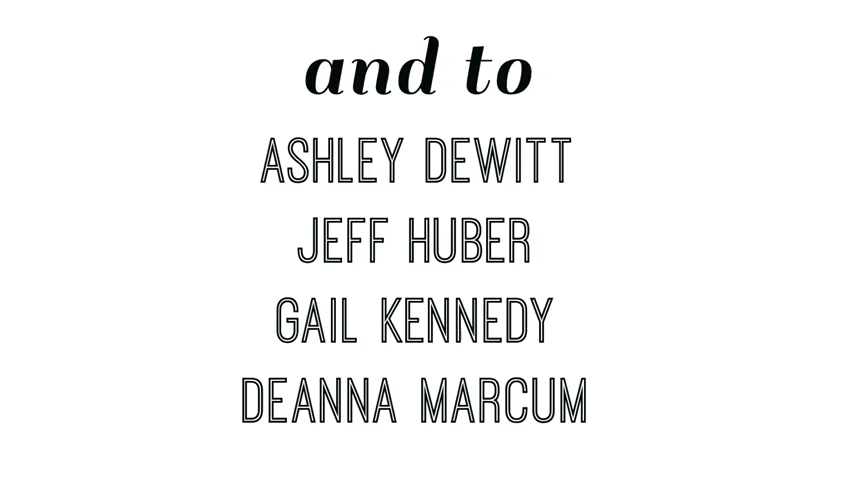 and to
ASHLEY DEWITT
JEFF HUBER
GAIL KENNEDY
DEANNA MARCUM